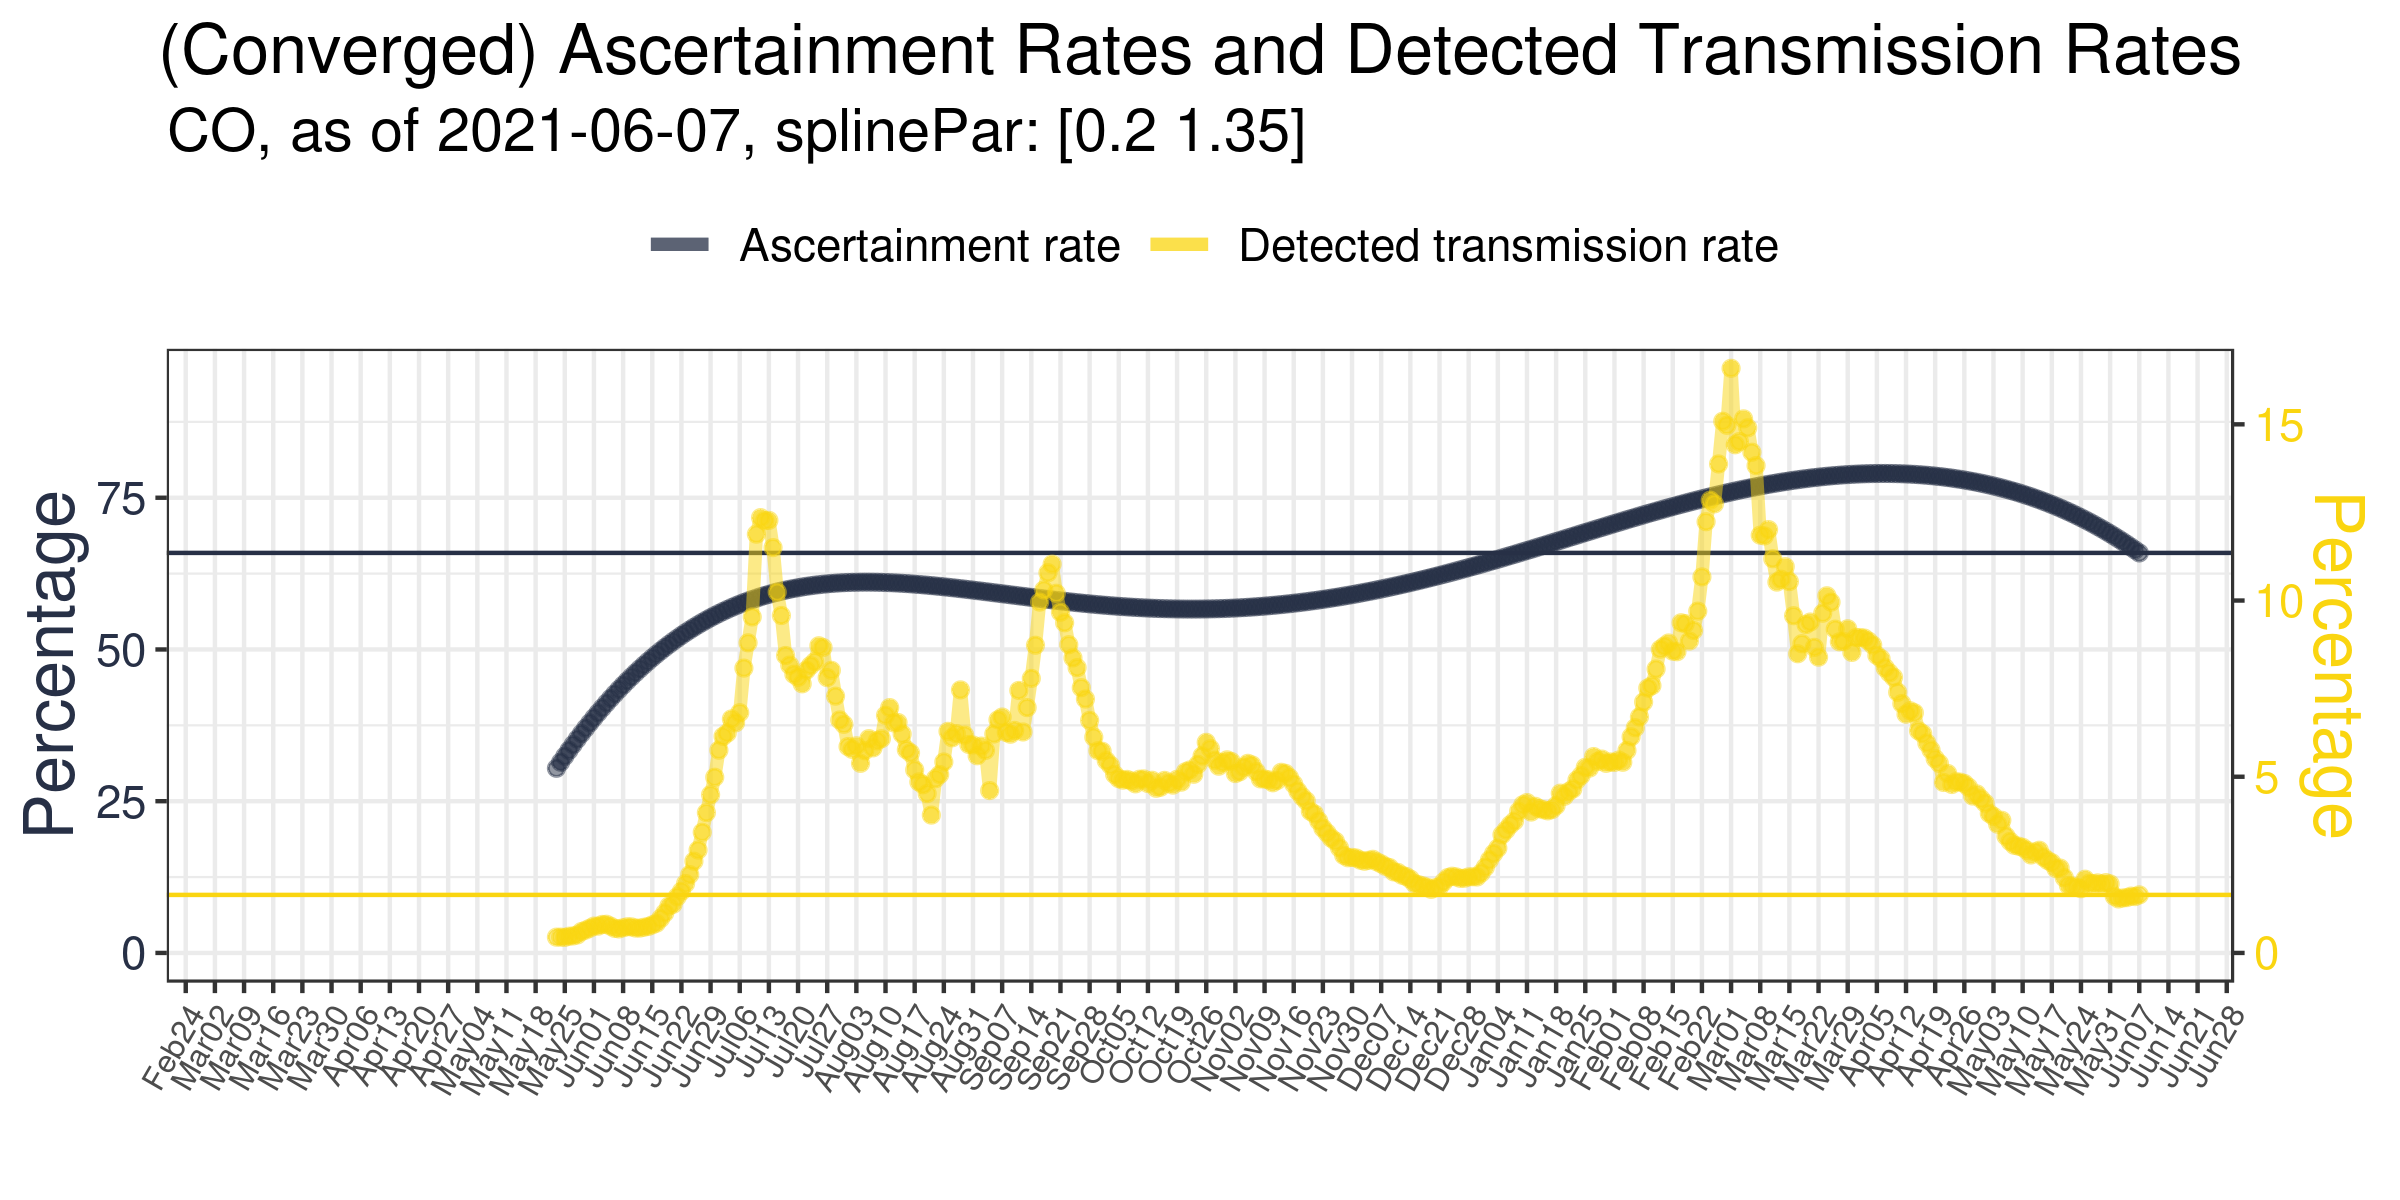 (Converged) Ascertainment Rates and Detected Transmission Rates
CO, as of 2021-06-07, splinePar: [0.2 1.35]
Ascertainment rate Detected transmission rate
Percentage
75
50
25
0
15
10
5
0
Percentage
Feb24 Mar02 Mar09 Mar16 Mar23 Mar30 Apr06 Apr13 Apr20 Apr27 May04 May11 May18 May25 Jun01 Jun08 Jun15 Jun22 Jun29 Jul06 Jul13 Jul20 Jul27 Aug03 Aug10 Aug17 Aug24 Aug31 Sep07 Sep14 Sep21 Sep28 Oct05 Oct12 Oct19 Oct26 Nov02 Nov09 Nov16 Nov23 Nov30 Dec07 Dec14 Dec21 Dec28 Jan04 Jan11 Jan18 Jan25 Feb01 Feb08 Feb15 Feb22 Mar01 Mar08 Mar15 Mar22 Mar29 Apr05 Apr12 Apr19 Apr26 May03 May10 May17 May24 May31 Jun07 Jun14 Jun21 Jun28